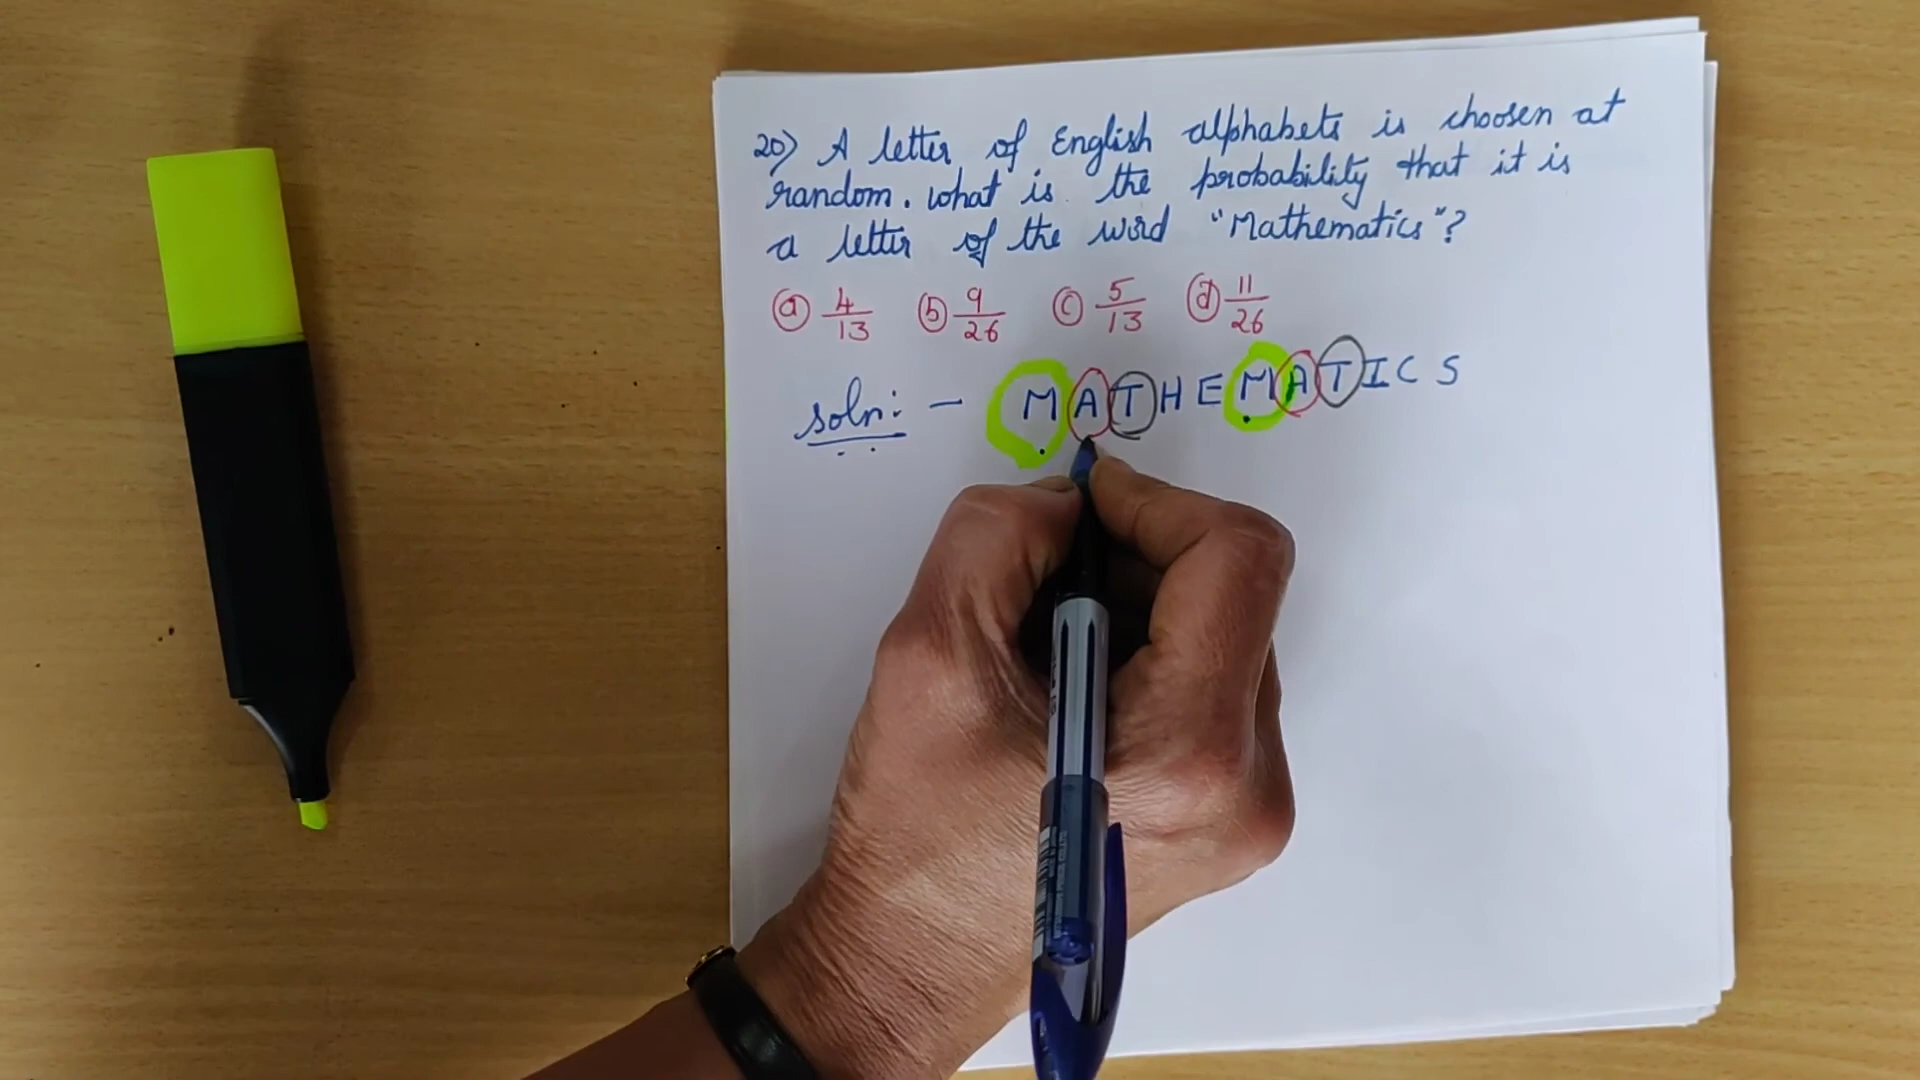 20) A letter of English alphabets is choosen at
random. what is the probability that it is
a letter of the word "Mathematics"?
ⓐ 4/13 ⓑ 9/26 ⓒ 5/13 ⓓ 11/26
soln: - M A T H E M A T I C S